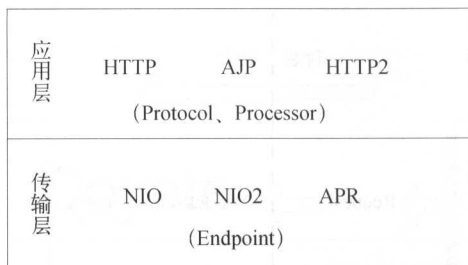 应用层
HTTP AJP HTTP2
(Protocol、Processor)
传输层
NIO NIO2 APR
(Endpoint)